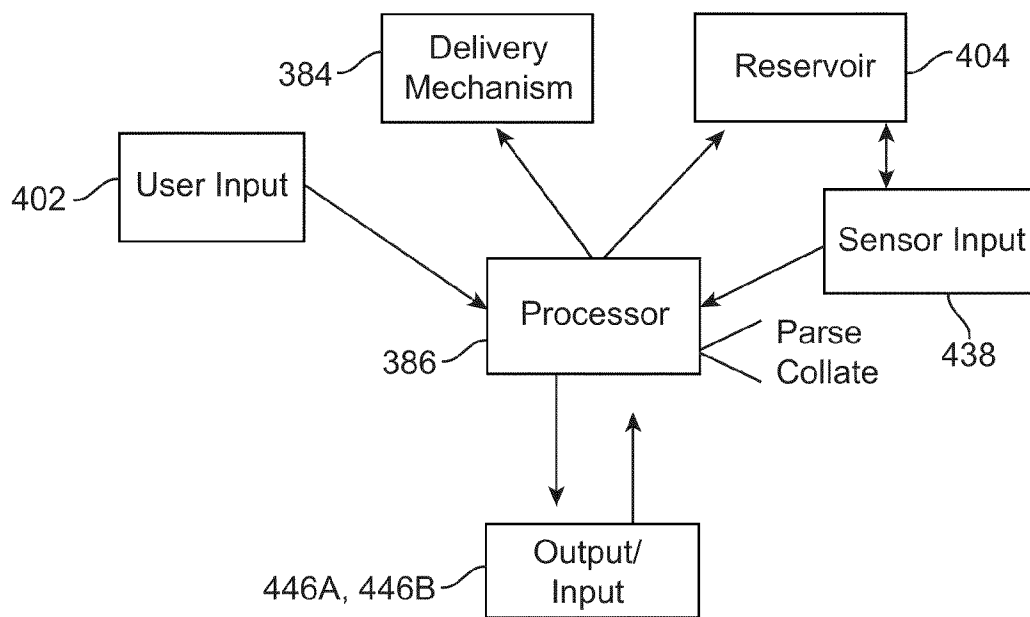 Delivery
Mechanism
384
Reservoir
404
User Input
402
Sensor Input
438
Processor
386
Parse
Collate
Output/
Input
446A, 446B